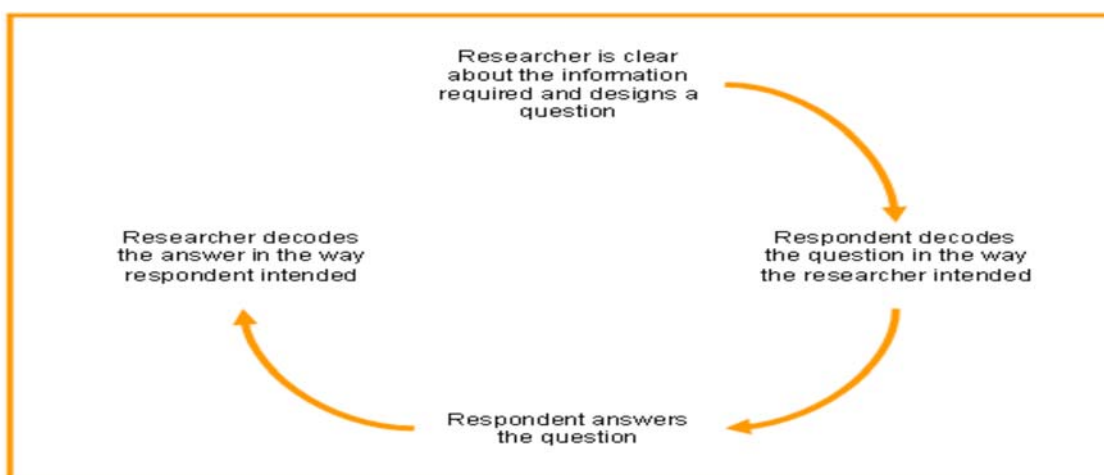 Researcher is clear
about the information
required and designs a
question
Respondent decodes
the question in the way
the researcher intended
Respondent answers
the question
Researcher decodes
the answer in the way
respondent intended